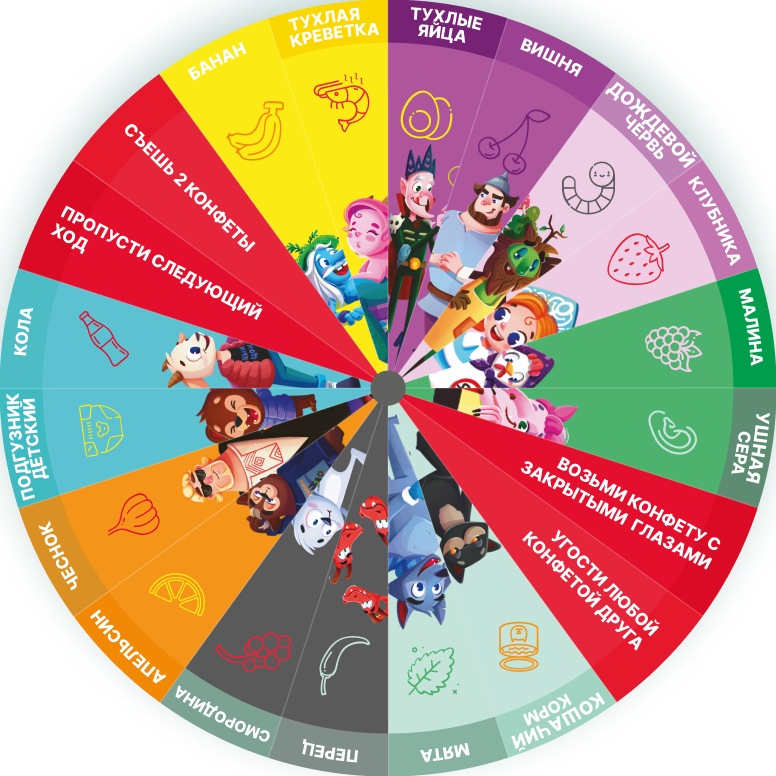 ТУХЛЫЕ
ЯЙЦА
ВИШНЯ
ДОЖДЕВОЙ
ЧЕРВЬ
КЛУБНИКА
МАЛИНА
УШНАЯ
СЕРА
ВОЗЬМИ КОНФЕТУ С
ЗАКРЫТЫМИ ГЛАЗАМИ
УГОСТИ ЛЮБОЙ
КОНФЕТОЙ ДРУГА
КОШАЧИЙ
КОРМ
МЯТА
ПЕРЕЦ
СМОРОДИНА
АПЕЛЬСИН
ЧЕСНОК
ПОДГУЗНИК
ДЕТСКИЙ
КОЛА
ПРОПУСТИ СЛЕДУЮЩИЙ
ХОД
СЪЕШЬ 2 КОНФЕТЫ
БАНАН
ТУХЛАЯ
КРЕВЕТКА